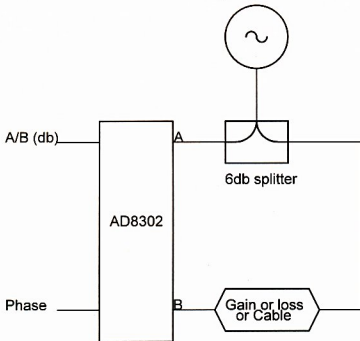 A/B (db)
A
6db splitter
AD8302
Phase
B
Gain or loss
or Cable